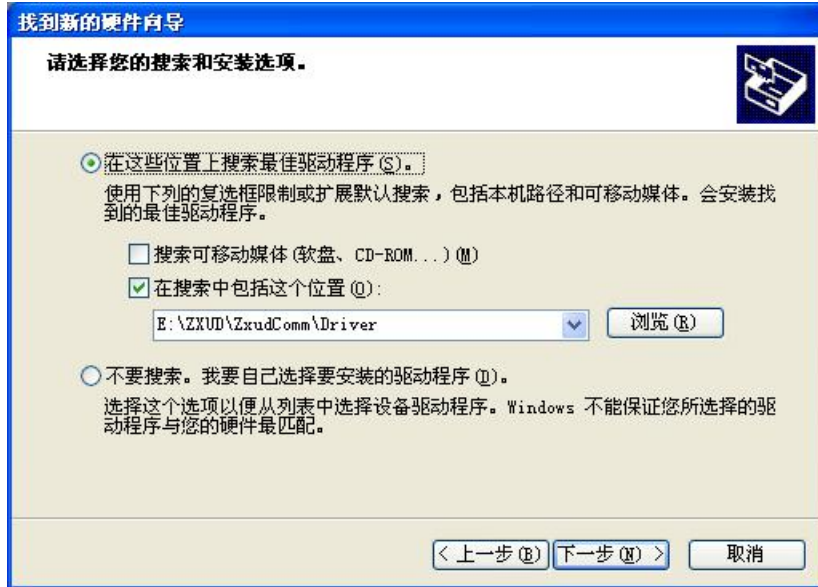 找到新的硬件向导
请选择您的搜索和安装选项。
在这些位置上搜索最佳驱动程序(S)。
使用下列的复选框限制或扩展默认搜索，包括本机路径和可移动媒体。会安装找
到的最佳驱动程序。
搜索可移动媒体(软盘、CD-ROM...)(M)
在搜索中包括这个位置(O):
E:\ZXUD\ZxudComm\Driver
浏览(R)
不要搜索。我要自己选择要安装的驱动程序(D)。
选择这个选项以便从列表中选择设备驱动程序。Windows 不能保证您所选择的驱
动程序与您的硬件最匹配。
< 上一步(B) 下一步(N) > 取消